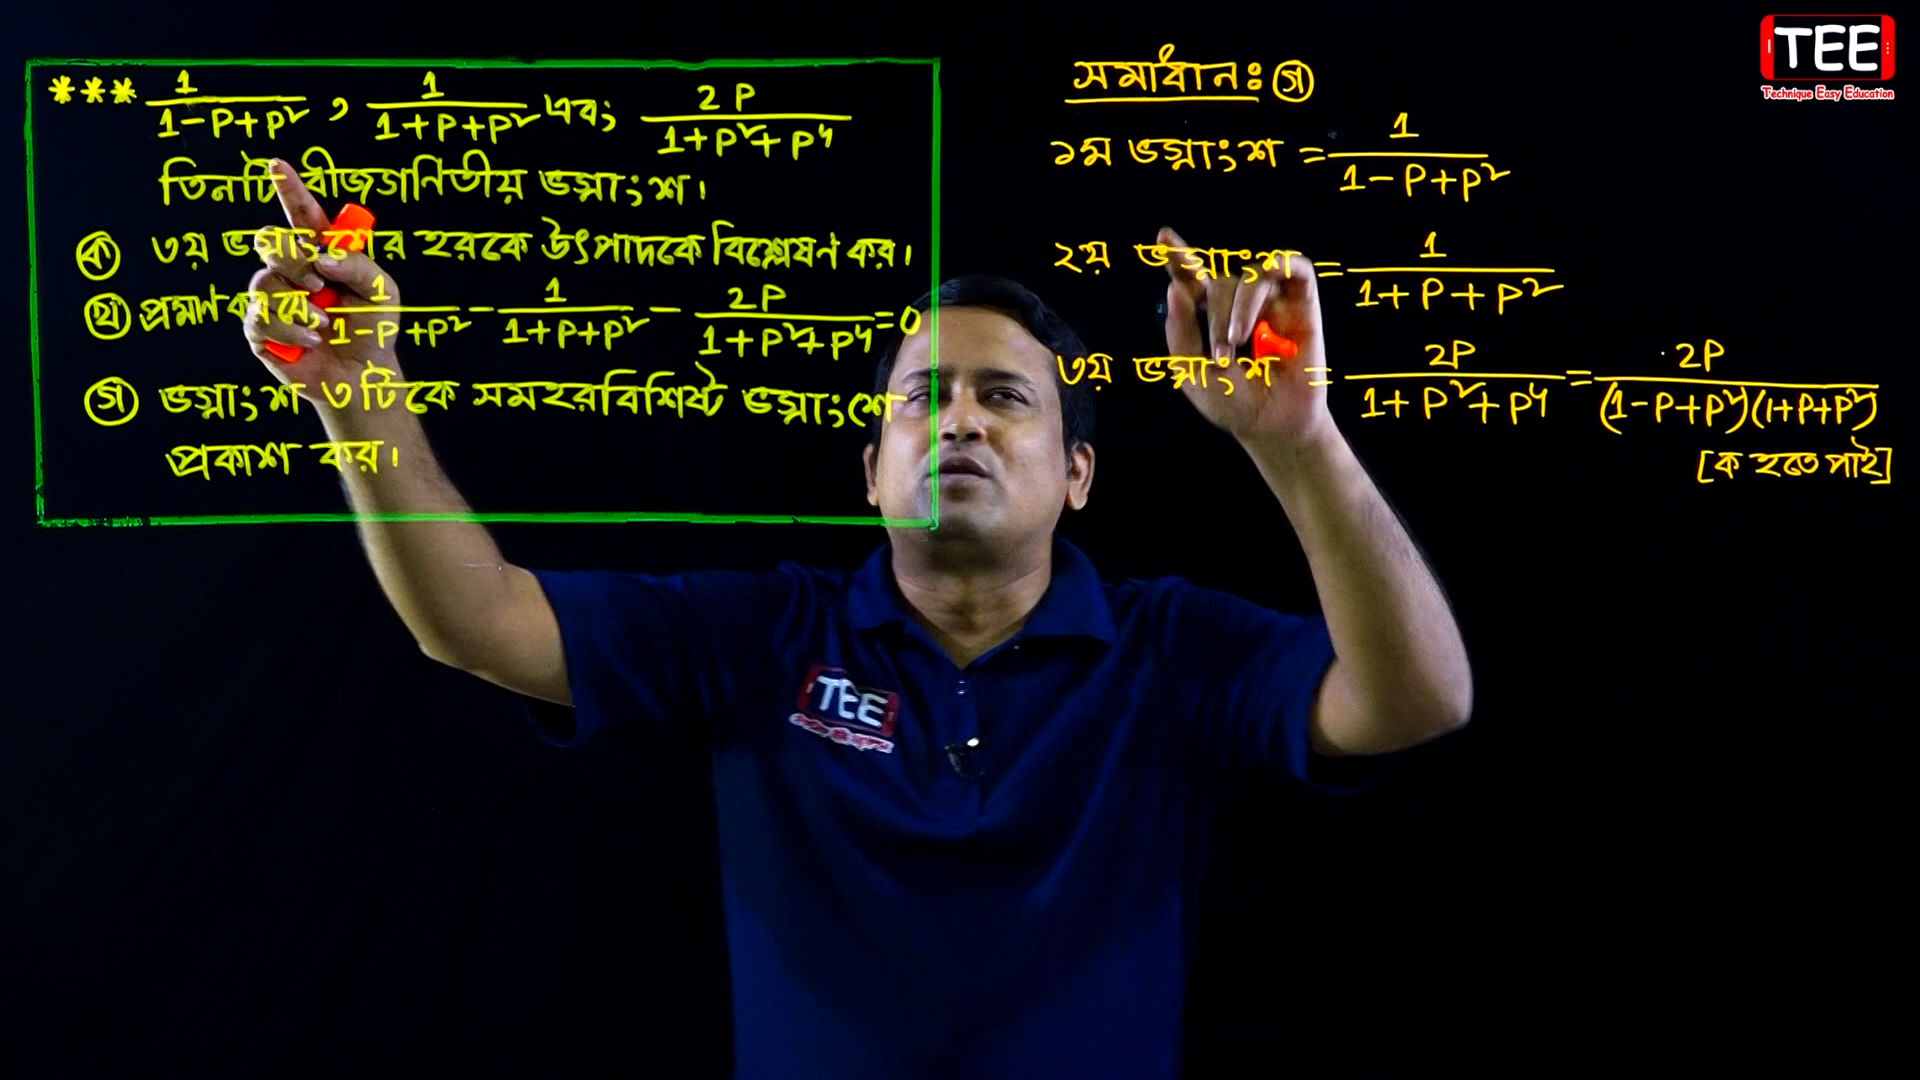 *** 1/(1-P+P²) , 1/(1+P+P²) এবং 2P/(1+P²+P⁴)
তিনটি বীজগণিতীয় ভগ্নাংশ।
ক ৩য় ভগ্নাংশের হরকে উৎপাদকে বিশ্লেষণ কর।
খ প্রমাণ কর যে, 1/(1-P+P²) - 1/(1+P+P²) - 2P/(1+P²+P⁴) = 0
গ ভগ্নাংশ ৩ টিকে সমহরবিশিষ্ট ভগ্নাংশে
প্রকাশ কর।
সমাধানঃ গ
১ম ভগ্নাংশ = 1/(1-P+P²)
২য় ভগ্নাংশ = 1/(1+P+P²)
৩য় ভগ্নাংশ = 2P/(1+P²+P⁴) = 2P/((1-P+P²)(1+P+P²))
[ক হতে পাই]
TEE
Technique Easy Education
TEE